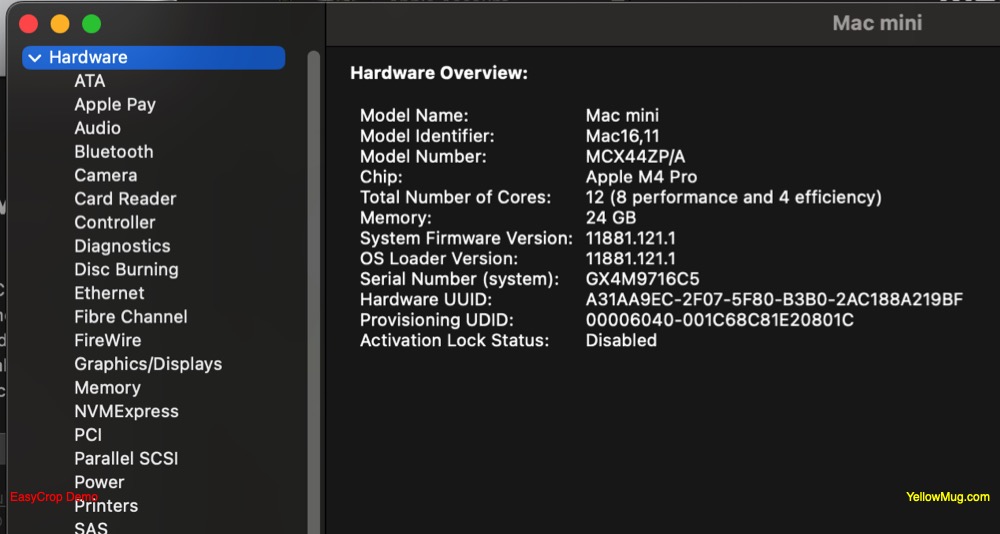 Mac mini
Hardware
ATA
Apple Pay
Audio
Bluetooth
Camera
Card Reader
Controller
Diagnostics
Disc Burning
Ethernet
Fibre Channel
FireWire
Graphics/Displays
Memory
NVMExpress
PCI
Parallel SCSI
Power
Printers
SAS
Hardware Overview:
Model Name: Mac mini
Model Identifier: Mac16,11
Model Number: MCX44ZP/A
Chip: Apple M4 Pro
Total Number of Cores: 12 (8 performance and 4 efficiency)
Memory: 24 GB
System Firmware Version: 11881.121.1
OS Loader Version: 11881.121.1
Serial Number (system): GX4M9716C5
Hardware UUID: A31AA9EC-2F07-5F80-B3B0-2AC188A219BF
Provisioning UDID: 00006040-001C68C81E20801C
Activation Lock Status: Disabled
EasyCrop Demo
YellowMug.com